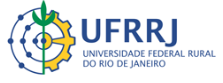 UFRRJ
UNIVERSIDADE FEDERAL RURAL
DO RIO DE JANEIRO